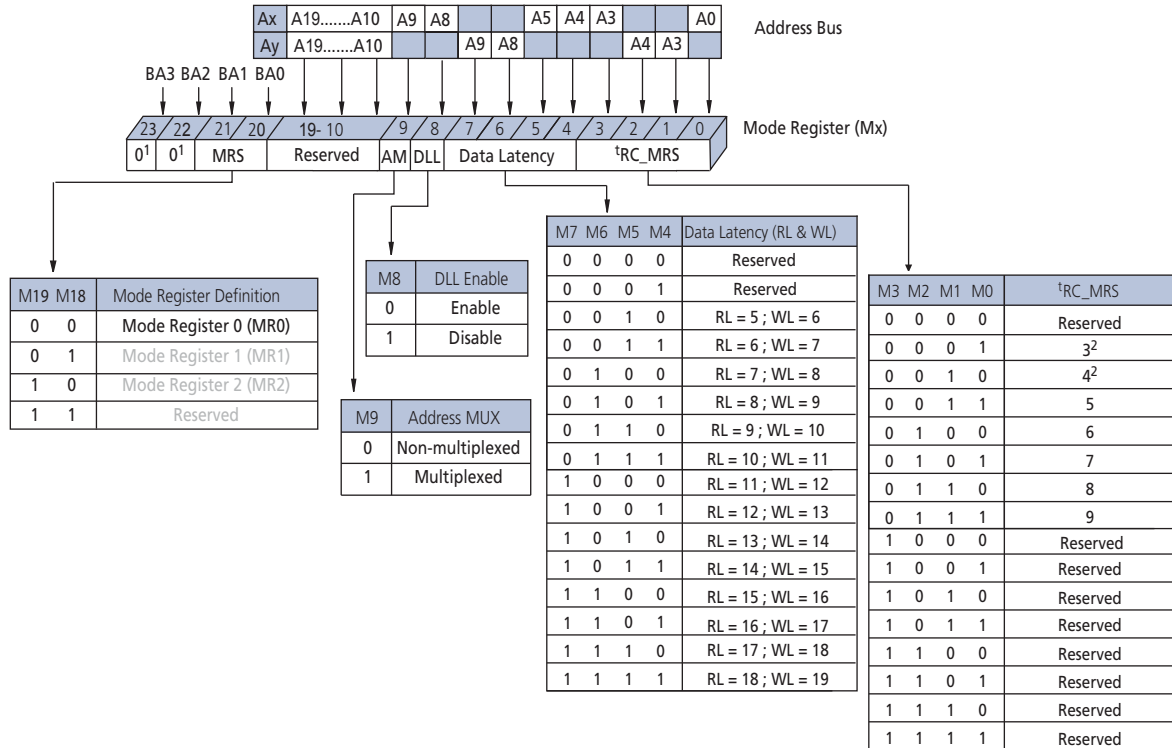 Ax A19.......A10 A9 A8 A5 A4 A3 A0
Address Bus
Ay A19.......A10 A9 A8 A4 A3
BA3 BA2 BA1 BA0
23 22 21 20 19-10 9 8 7 6 5 4 3 2 1 0
Mode Register (Mx)
0¹ 0¹ MRS Reserved AM DLL Data Latency tRC_MRS
M19 M18 Mode Register Definition
0 0 Mode Register 0 (MR0)
0 1 Mode Register 1 (MR1)
1 0 Mode Register 2 (MR2)
1 1 Reserved
M8 DLL Enable
0 Enable
1 Disable
M9 Address MUX
0 Non-multiplexed
1 Multiplexed
M7 M6 M5 M4 Data Latency (RL & WL)
0 0 0 0 Reserved
0 0 0 1 Reserved
0 0 1 0 RL = 5 ; WL = 6
0 0 1 1 RL = 6 ; WL = 7
0 1 0 0 RL = 7 ; WL = 8
0 1 0 1 RL = 8 ; WL = 9
0 1 1 0 RL = 9 ; WL = 10
0 1 1 1 RL = 10 ; WL = 11
1 0 0 0 RL = 11 ; WL = 12
1 0 0 1 RL = 12 ; WL = 13
1 0 1 0 RL = 13 ; WL = 14
1 0 1 1 RL = 14 ; WL = 15
1 1 0 0 RL = 15 ; WL = 16
1 1 0 1 RL = 16 ; WL = 17
1 1 1 0 RL = 17 ; WL = 18
1 1 1 1 RL = 18 ; WL = 19
M3 M2 M1 M0 tRC_MRS
0 0 0 0 Reserved
0 0 0 1 3²
0 0 1 0 4²
0 0 1 1 5
0 1 0 0 6
0 1 0 1 7
0 1 1 0 8
0 1 1 1 9
1 0 0 0 Reserved
1 0 0 1 Reserved
1 0 1 0 Reserved
1 0 1 1 Reserved
1 1 0 0 Reserved
1 1 0 1 Reserved
1 1 1 0 Reserved
1 1 1 1 Reserved